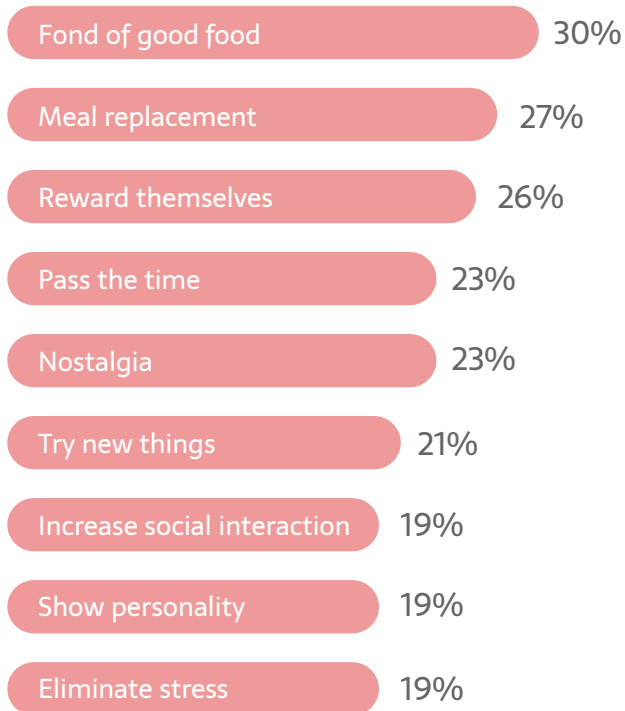 Fond of good food 30%
Meal replacement 27%
Reward themselves 26%
Pass the time 23%
Nostalgia 23%
Try new things 21%
Increase social interaction 19%
Show personality 19%
Eliminate stress 19%